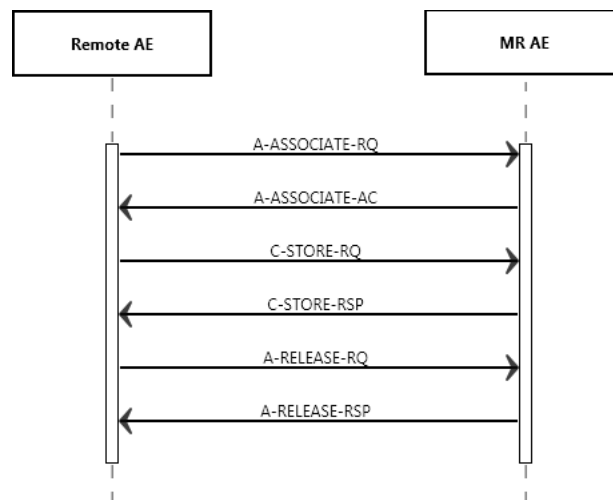 Remote AE
MR AE
A-ASSOCIATE-RQ
A-ASSOCIATE-AC
C-STORE-RQ
C-STORE-RSP
A-RELEASE-RQ
A-RELEASE-RSP